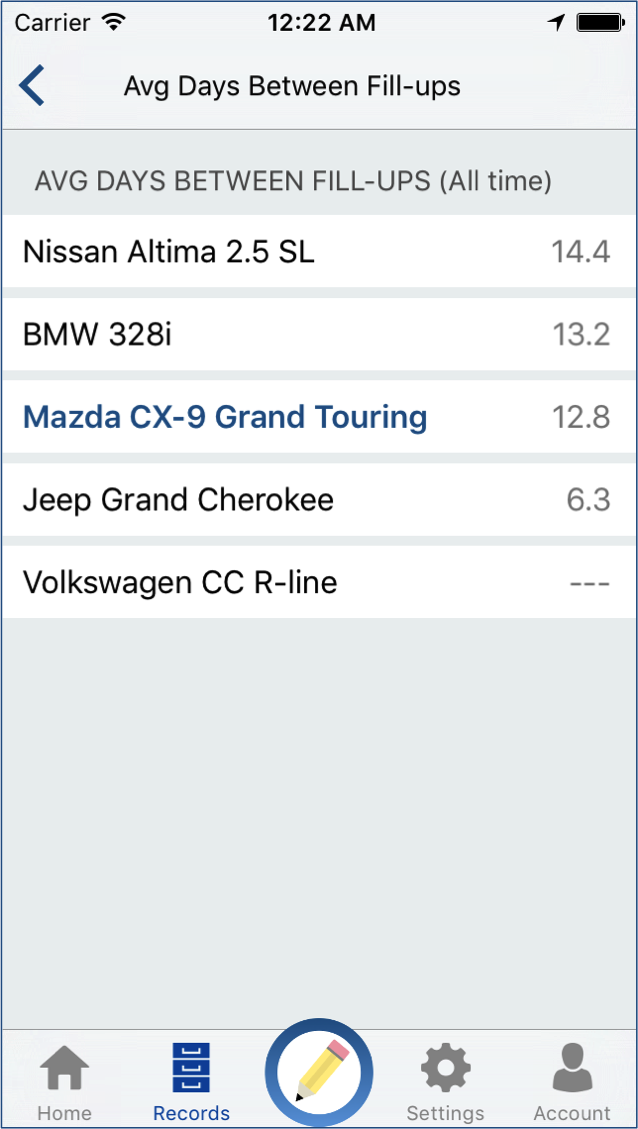 Carrier 12:22 AM
Avg Days Between Fill-ups
AVG DAYS BETWEEN FILL-UPS (All time)
Nissan Altima 2.5 SL 14.4
BMW 328i 13.2
Mazda CX-9 Grand Touring 12.8
Jeep Grand Cherokee 6.3
Volkswagen CC R-line ---
Home Records Settings Account